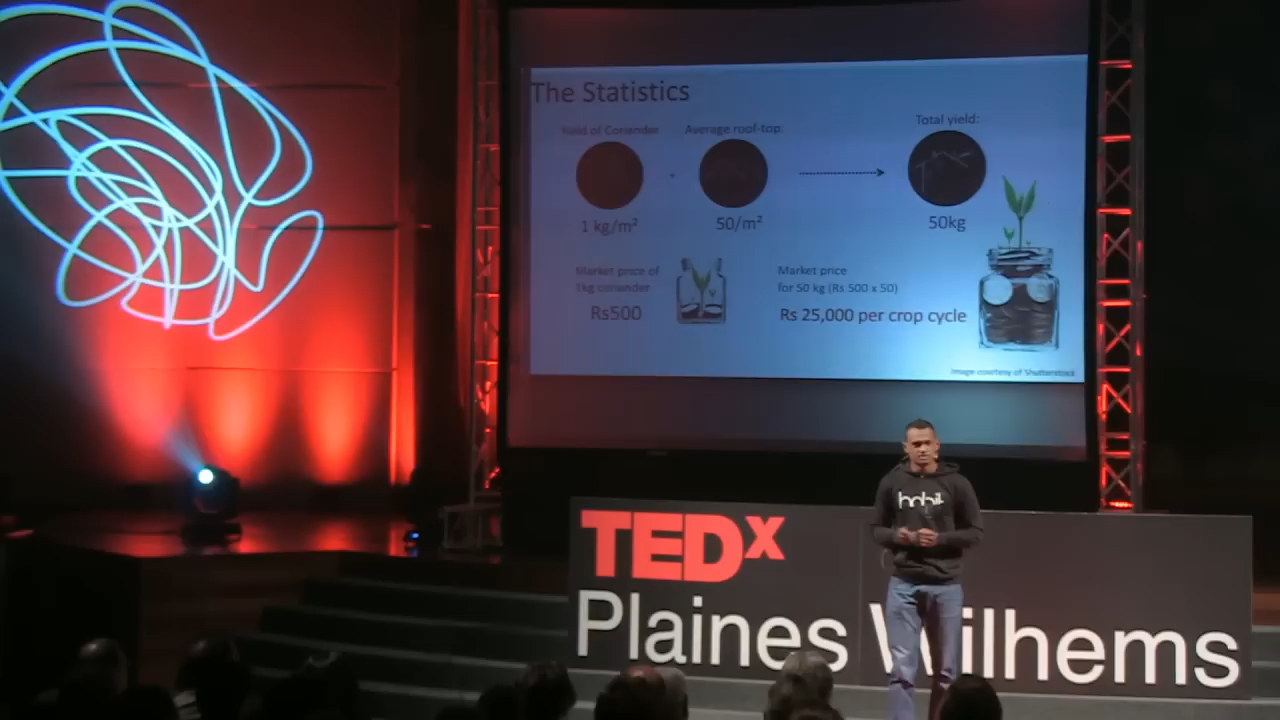 The Statistics
Yield of Coriander
Average roof-top:
Total yield:
1 kg/m²
50/m²
50kg
Market price of
1kg coriander
Rs500
Market price
for 50 kg (Rs 500 x 50)
Rs 25,000 per crop cycle
Image courtesy of Shutterstock
TEDx
Plaines Wilhems